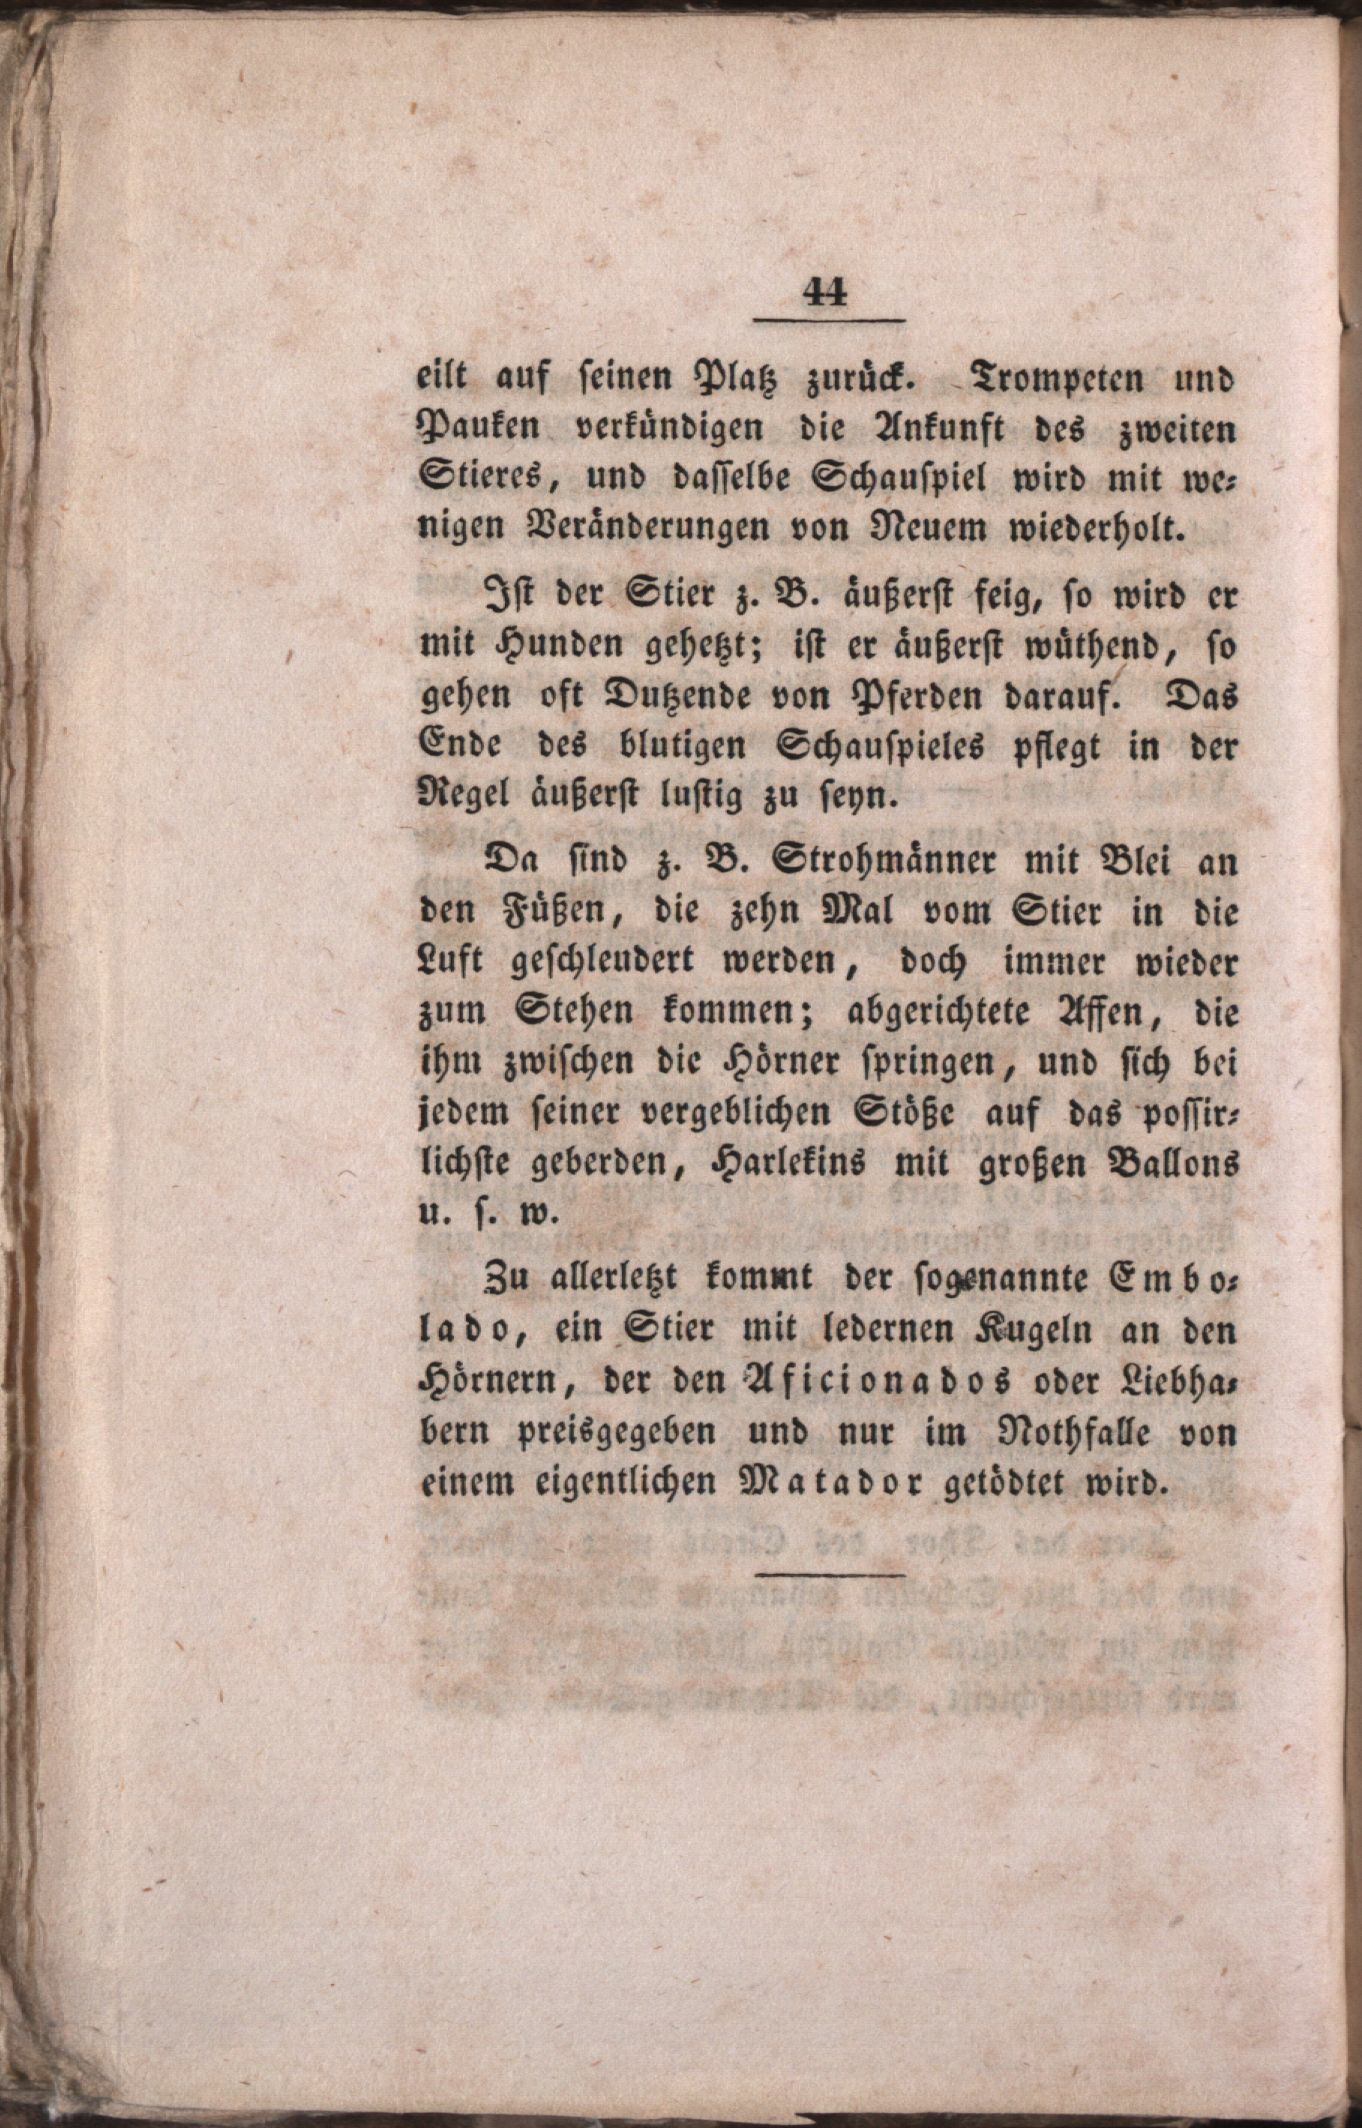 44
eilt auf seinen Platz zurück. Trompeten und
Pauken verkündigen die Ankunft des zweiten
Stieres, und dasselbe Schauspiel wird mit we-
nigen Veränderungen von Neuem wiederholt.
Ist der Stier z. B. äußerst feig, so wird er
mit Hunden gehetzt; ist er äußerst wüthend, so
gehen oft Dutzende von Pferden darauf. Das
Ende des blutigen Schauspieles pflegt in der
Regel äußerst lustig zu seyn.
Da sind z. B. Strohmänner mit Blei an
den Füßen, die zehn Mal vom Stier in die
Luft geschleudert werden, doch immer wieder
zum Stehen kommen; abgerichtete Affen, die
ihm zwischen die Hörner springen, und sich bei
jedem seiner vergeblichen Stöße auf das possir-
lichste geberden, Harlekins mit großen Ballons
u. s. w.
Zu allerletzt kommt der sogenannte Embo-
lado, ein Stier mit ledernen Kugeln an den
Hörnern, der den Aficionados oder Liebha-
bern preisgegeben und nur im Nothfalle von
einem eigentlichen Matador getödtet wird.